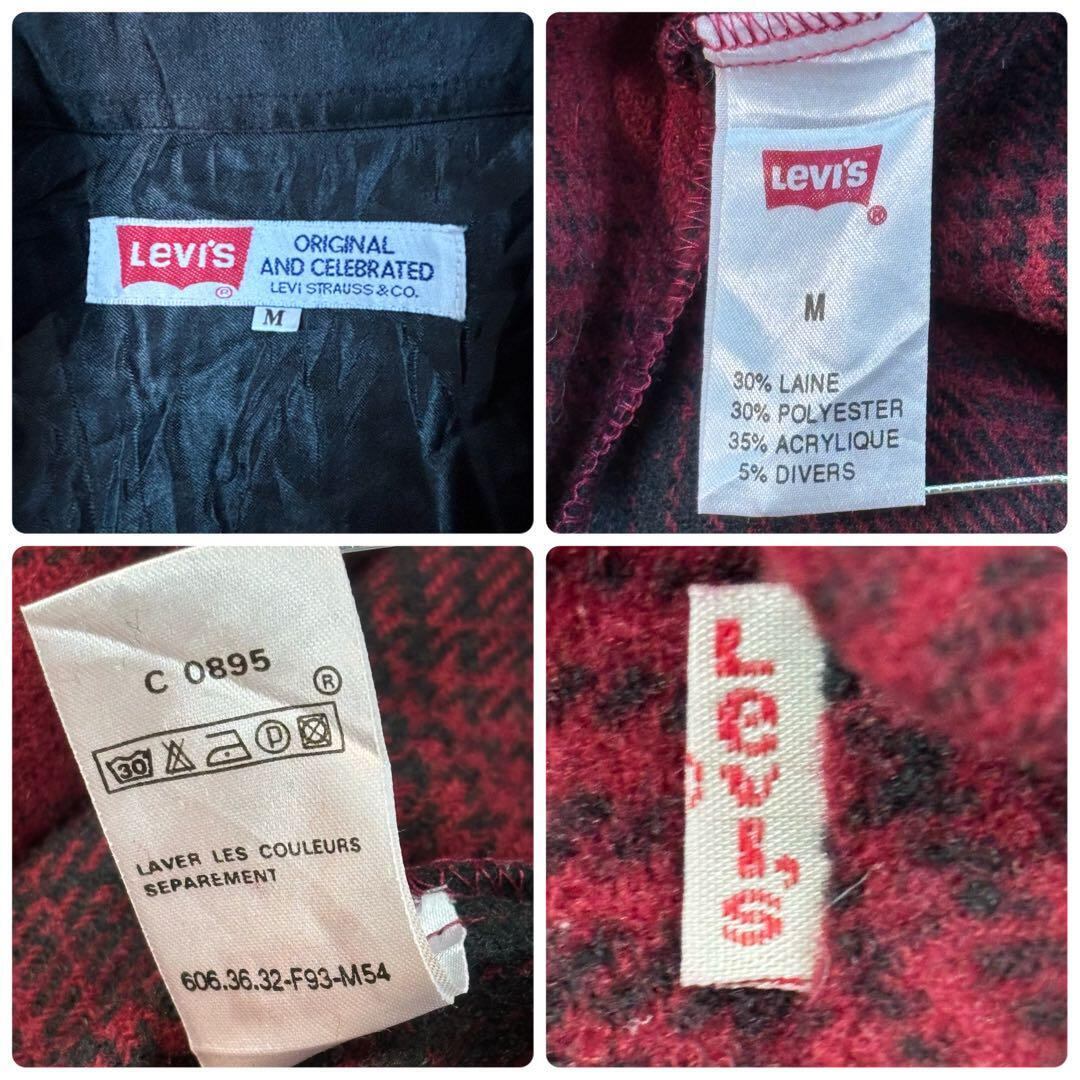 Levi's
®
ORIGINAL
AND CELEBRATED
LEVI STRAUSS & CO.
M
Levi's
®
M
30% LAINE
30% POLYESTER
35% ACRYLIQUE
5% DIVERS
C 0895
®
30
P
LAVER LES COULEURS
SEPAREMENT
606.36.32-F93-M54
Levi's